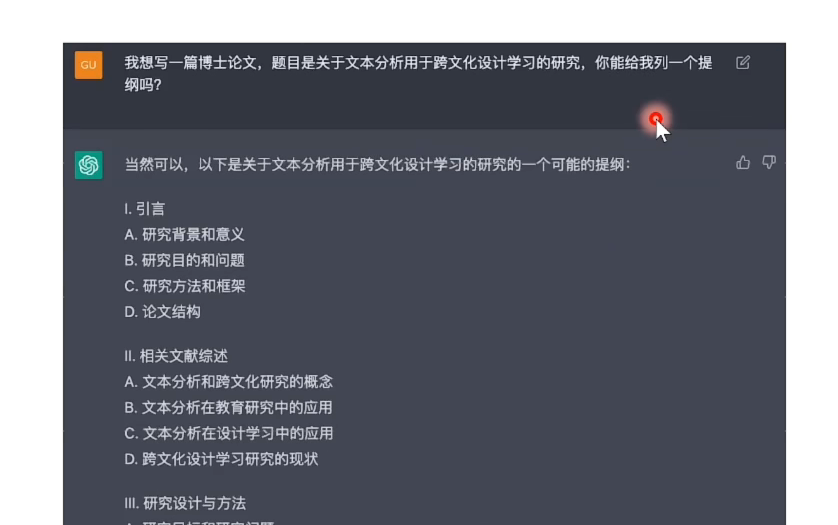 GU
我想写一篇博士论文，题目是关于文本分析用于跨文化设计学习的研究，你能给我列一个提
纲吗？
当然可以，以下是关于文本分析用于跨文化设计学习的研究的一个可能的提纲：
I. 引言
A. 研究背景和意义
B. 研究目的和问题
C. 研究方法和框架
D. 论文结构
II. 相关文献综述
A. 文本分析和跨文化研究的概念
B. 文本分析在教育研究中的应用
C. 文本分析在设计学习中的应用
D. 跨文化设计学习研究的现状
III. 研究设计与方法